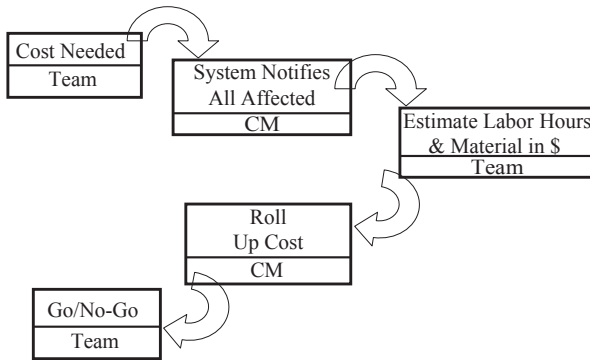 Cost Needed
Team
System Notifies
All Affected
CM
Estimate Labor Hours
& Material in $
Team
Roll
Up Cost
CM
Go/No-Go
Team